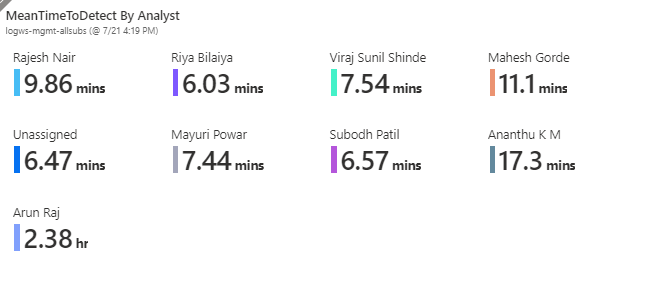 MeanTimeToDetect By Analyst
logws-mgmt-allsubs (@ 7/21 4:19 PM)
Rajesh Nair
9.86 mins
Riya Bilaiya
6.03 mins
Viraj Sunil Shinde
7.54 mins
Mahesh Gorde
11.1 mins
Unassigned
6.47 mins
Mayuri Powar
7.44 mins
Subodh Patil
6.57 mins
Ananthu K M
17.3 mins
Arun Raj
2.38 hr